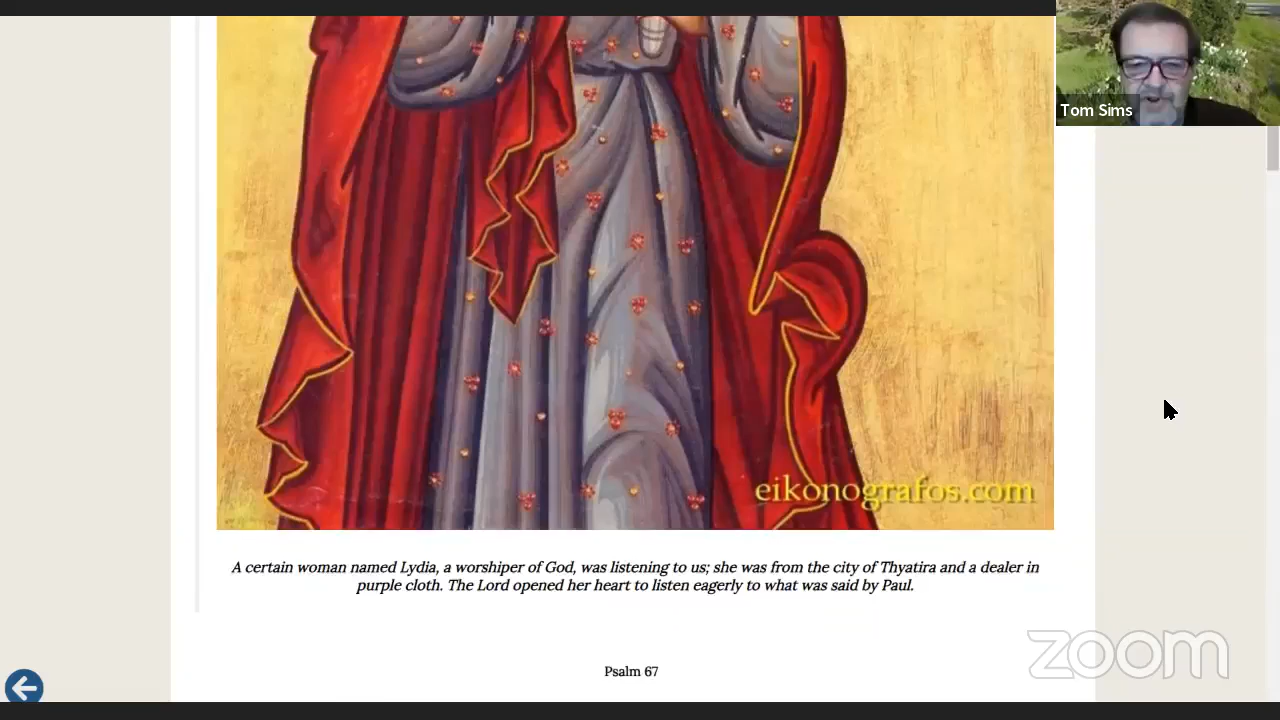 Tom Sims
eikonografos.com
A certain woman named Lydia, a worshiper of God, was listening to us; she was from the city of Thyatira and a dealer in
purple cloth. The Lord opened her heart to listen eagerly to what was said by Paul.
zoom
Psalm 67